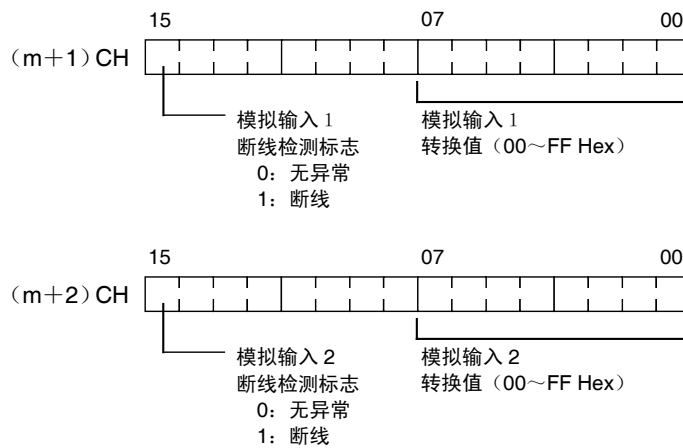 15 07 00
（m＋1）CH
模拟输入 1 模拟输入 1
断线检测标志 转换值（00～FF Hex）
0：无异常
1：断线
15 07 00
（m＋2）CH
模拟输入 2 模拟输入 2
断线检测标志 转换值（00～FF Hex）
0：无异常
1：断线